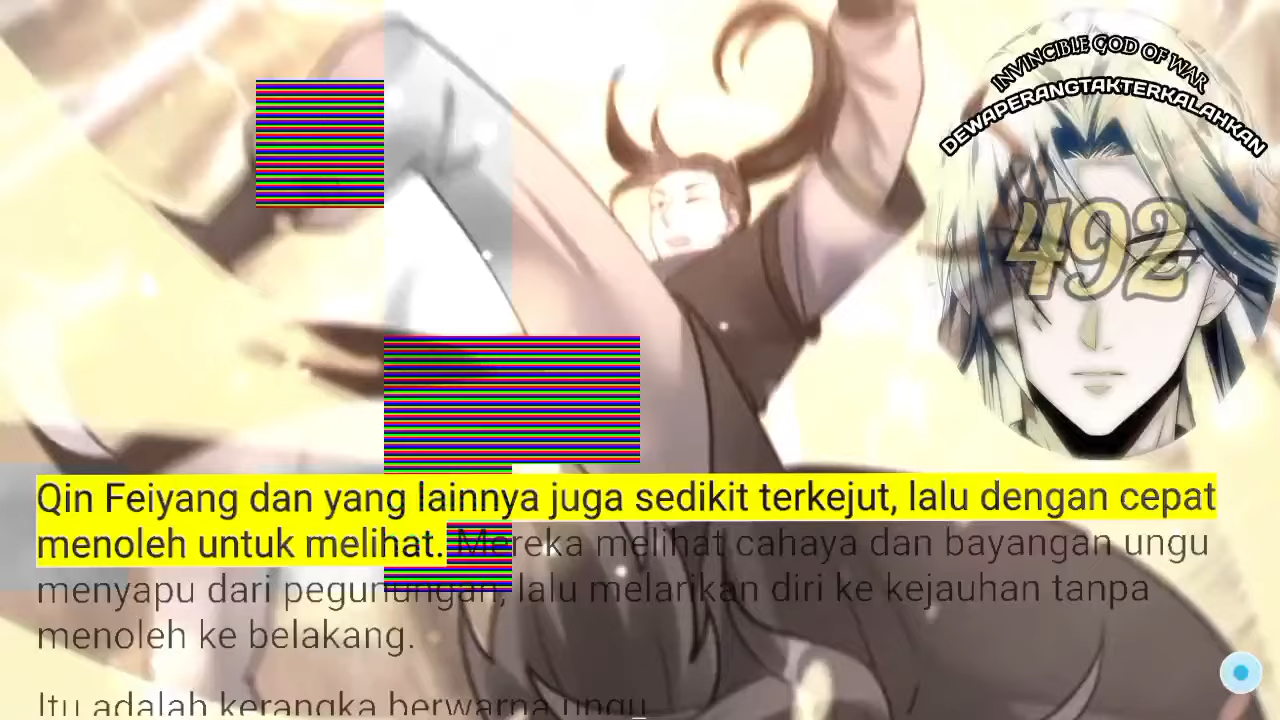 INVINCIBLE GOD OF WAR
DEWAPERANGTAKTERKALAHKAN
492
Qin Feiyang dan yang lainnya juga sedikit terkejut, lalu dengan cepat
menoleh untuk melihat. Mereka melihat cahaya dan bayangan ungu
menyapu dari pegunungan, lalu melarikan diri ke kejauhan tanpa
menoleh ke belakang.
Itu adalah kerangka berwarna ungu